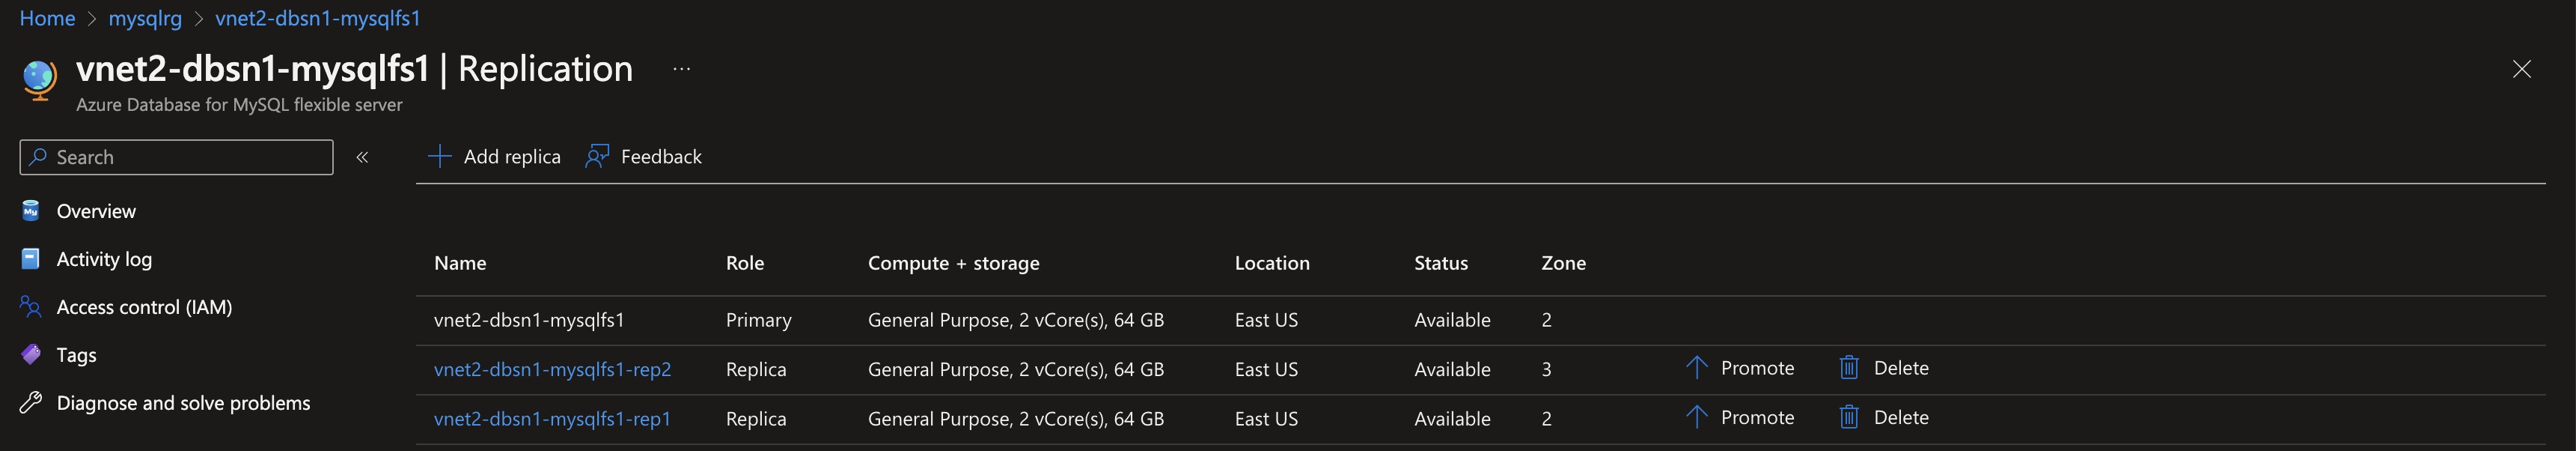 Home > mysqlrg > vnet2-dbsn1-mysqlfs1
vnet2-dbsn1-mysqlfs1 | Replication ...
Azure Database for MySQL flexible server
Search «
Add replica Feedback
Overview
Activity log
Access control (IAM)
Tags
Diagnose and solve problems
Name Role Compute + storage Location Status Zone
vnet2-dbsn1-mysqlfs1 Primary General Purpose, 2 vCore(s), 64 GB East US Available 2
vnet2-dbsn1-mysqlfs1-rep2 Replica General Purpose, 2 vCore(s), 64 GB East US Available 3 Promote Delete
vnet2-dbsn1-mysqlfs1-rep1 Replica General Purpose, 2 vCore(s), 64 GB East US Available 2 Promote Delete